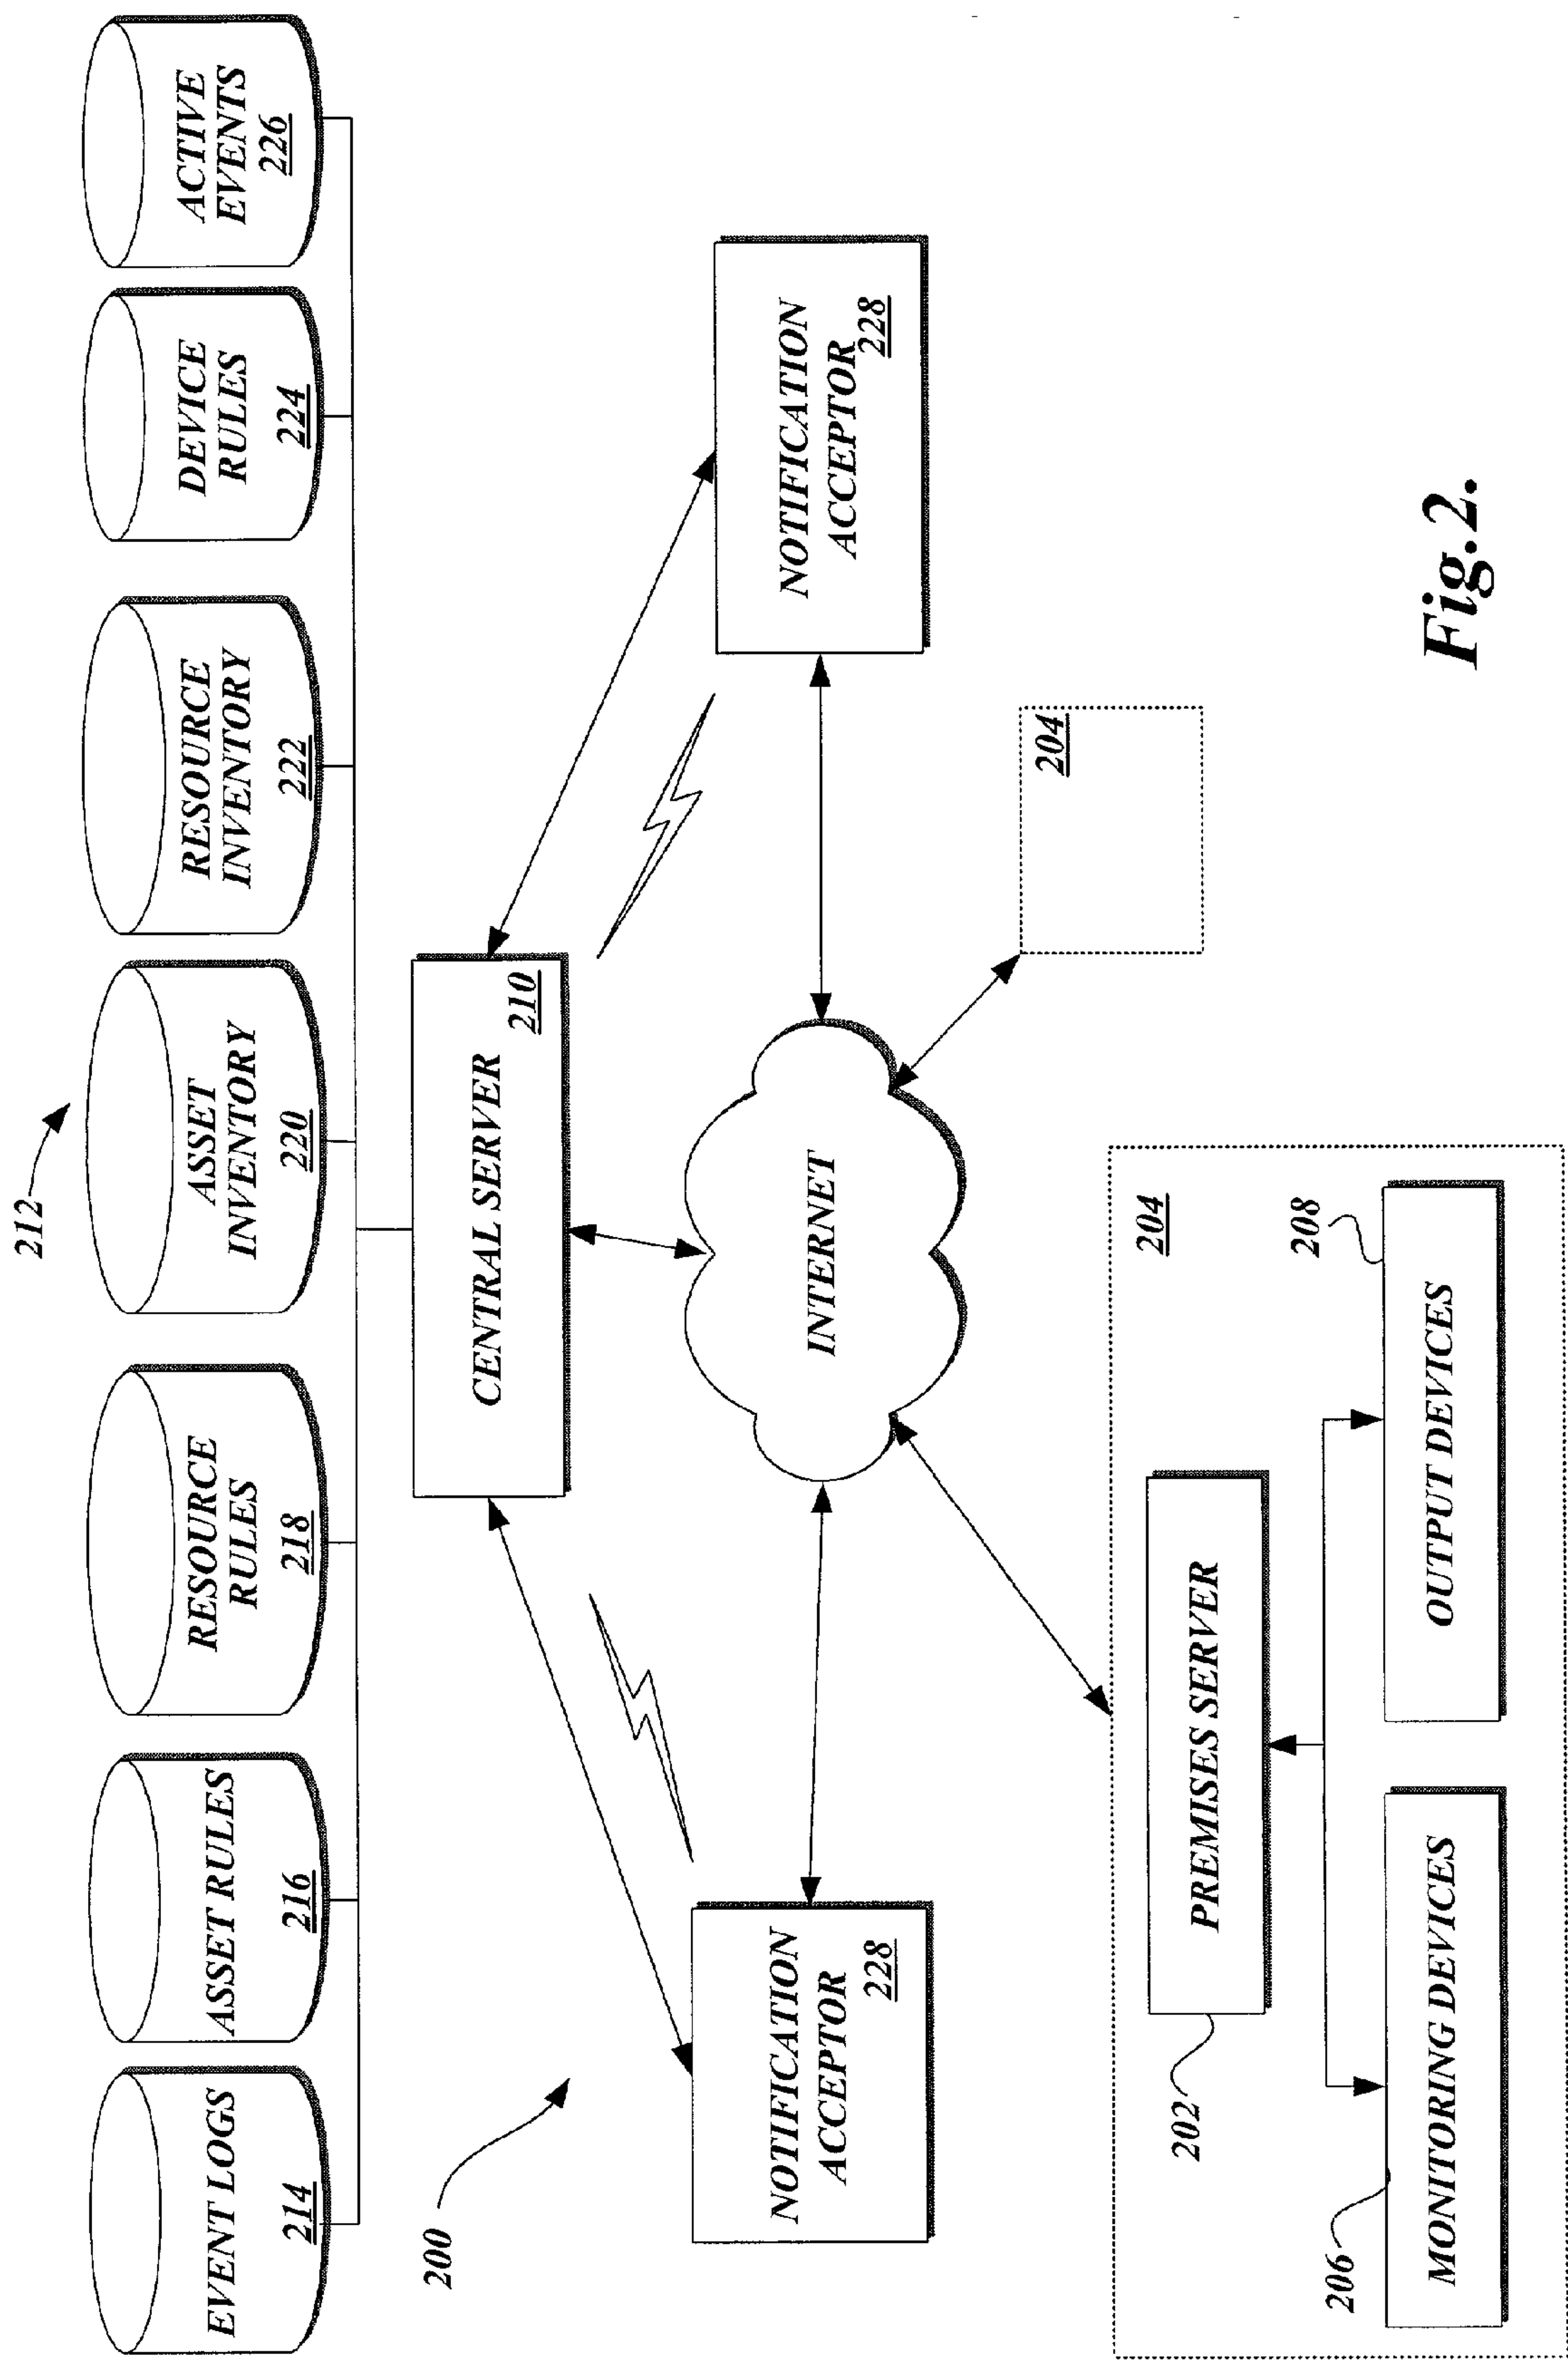 212
EVENT LOGS
214
ASSET RULES
216
RESOURCE
RULES
218
ASSET
INVENTORY
220
RESOURCE
INVENTORY
222
DEVICE
RULES
224
ACTIVE
EVENTS
226
200
CENTRAL SERVER
210
NOTIFICATION
ACCEPTOR
228
INTERNET
NOTIFICATION
ACCEPTOR
228
204
204
202
PREMISES SERVER
206
MONITORING DEVICES
208
OUTPUT DEVICES
Fig.2.